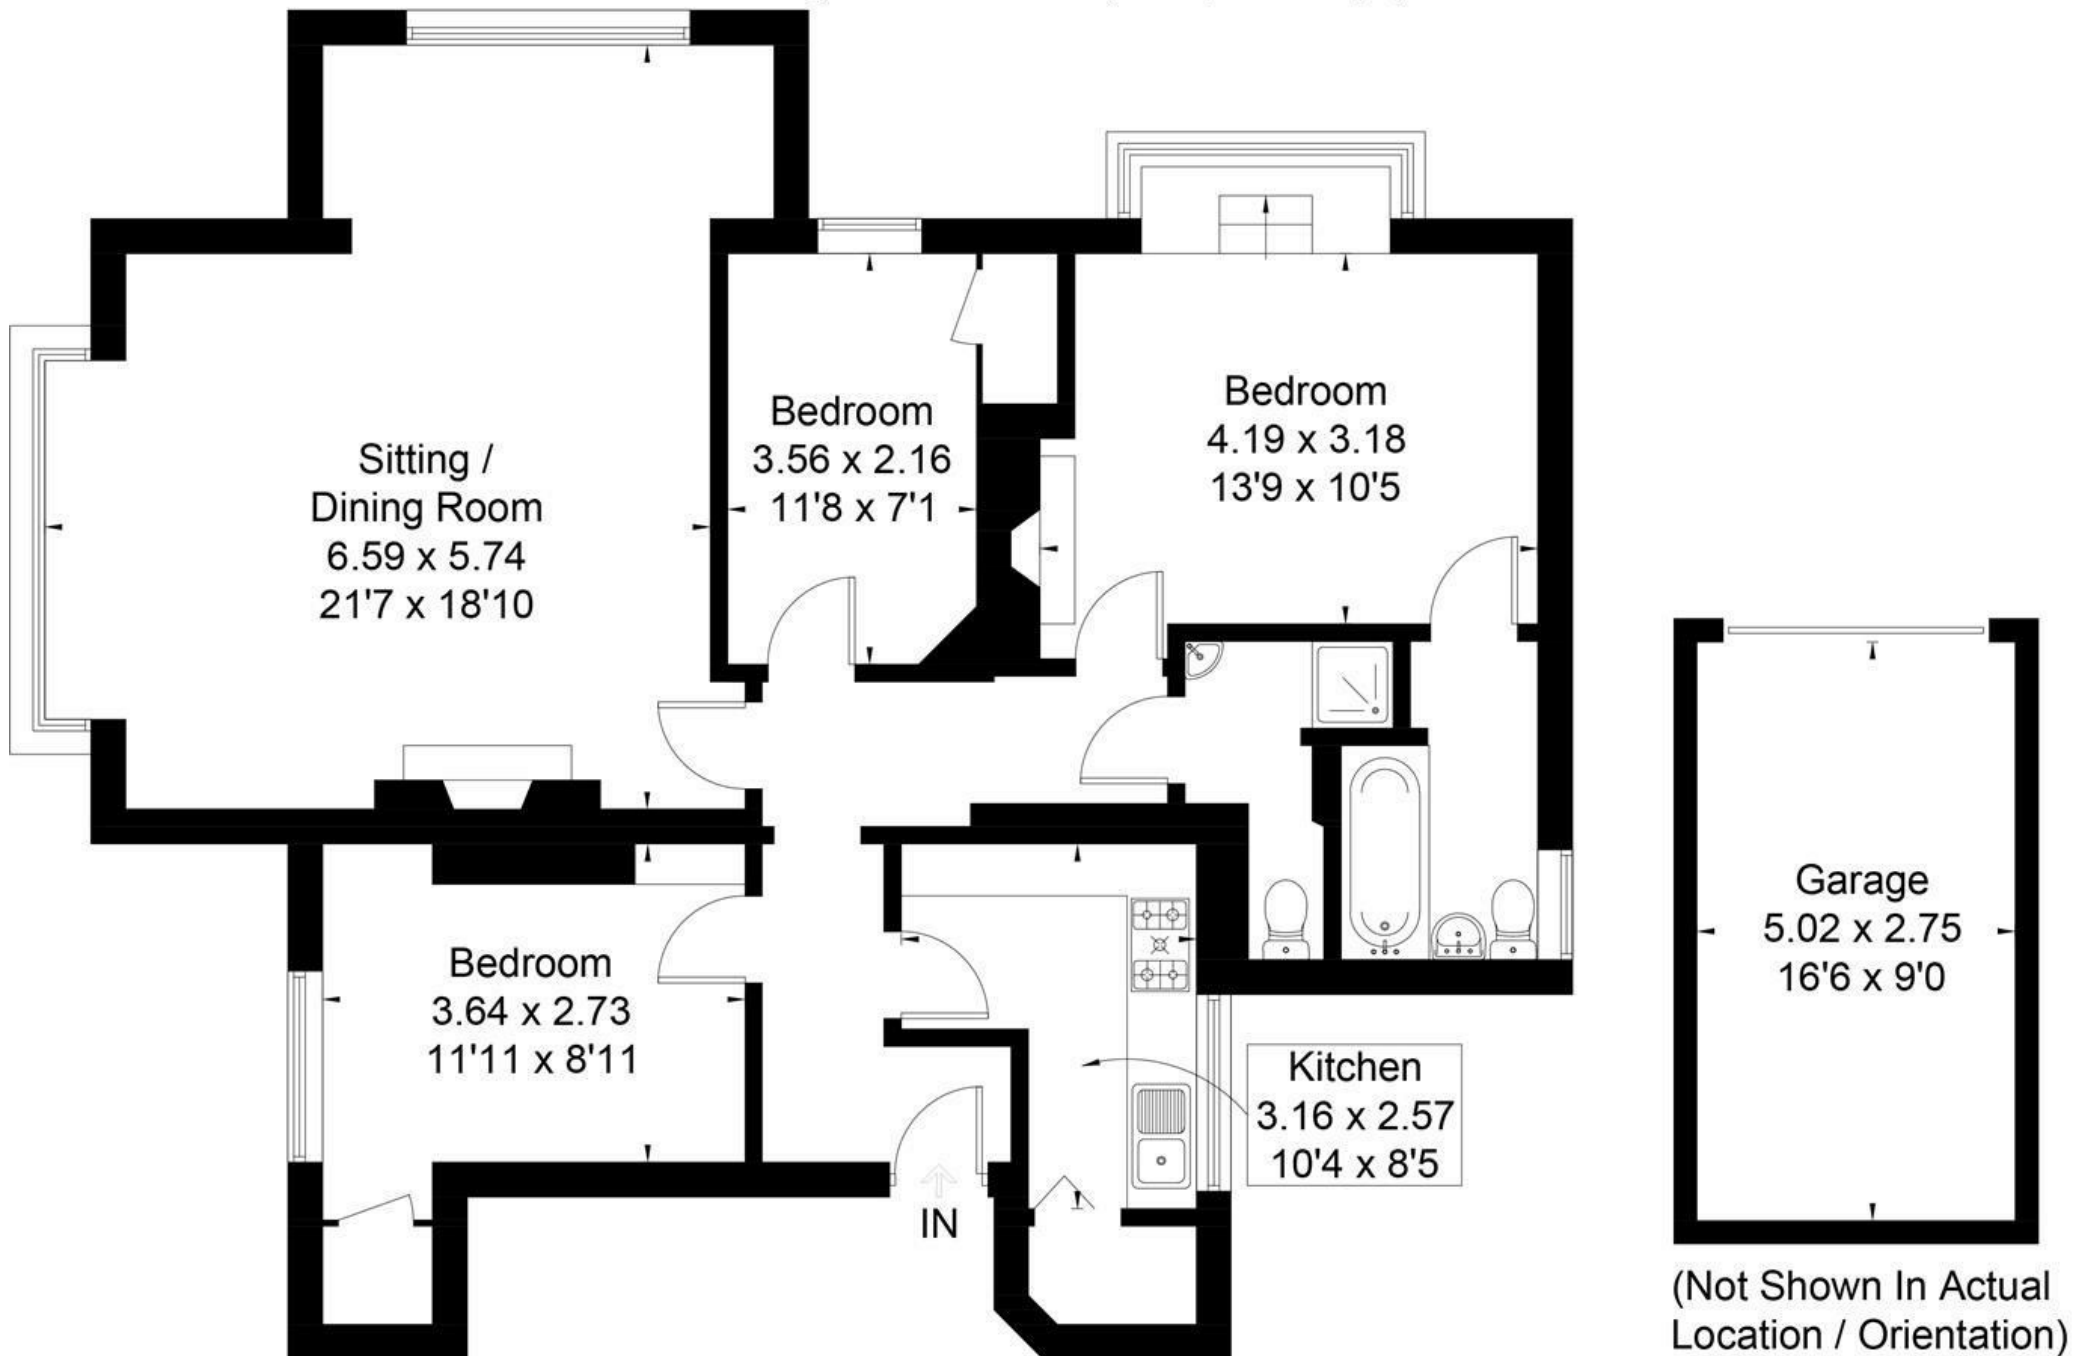 Sitting /
Dining Room
6.59 x 5.74
21'7 x 18'10
Bedroom
3.56 x 2.16
11'8 x 7'1
Bedroom
4.19 x 3.18
13'9 x 10'5
Bedroom
3.64 x 2.73
11'11 x 8'11
IN
Kitchen
3.16 x 2.57
10'4 x 8'5
Garage
5.02 x 2.75
16'6 x 9'0
(Not Shown In Actual
Location / Orientation)